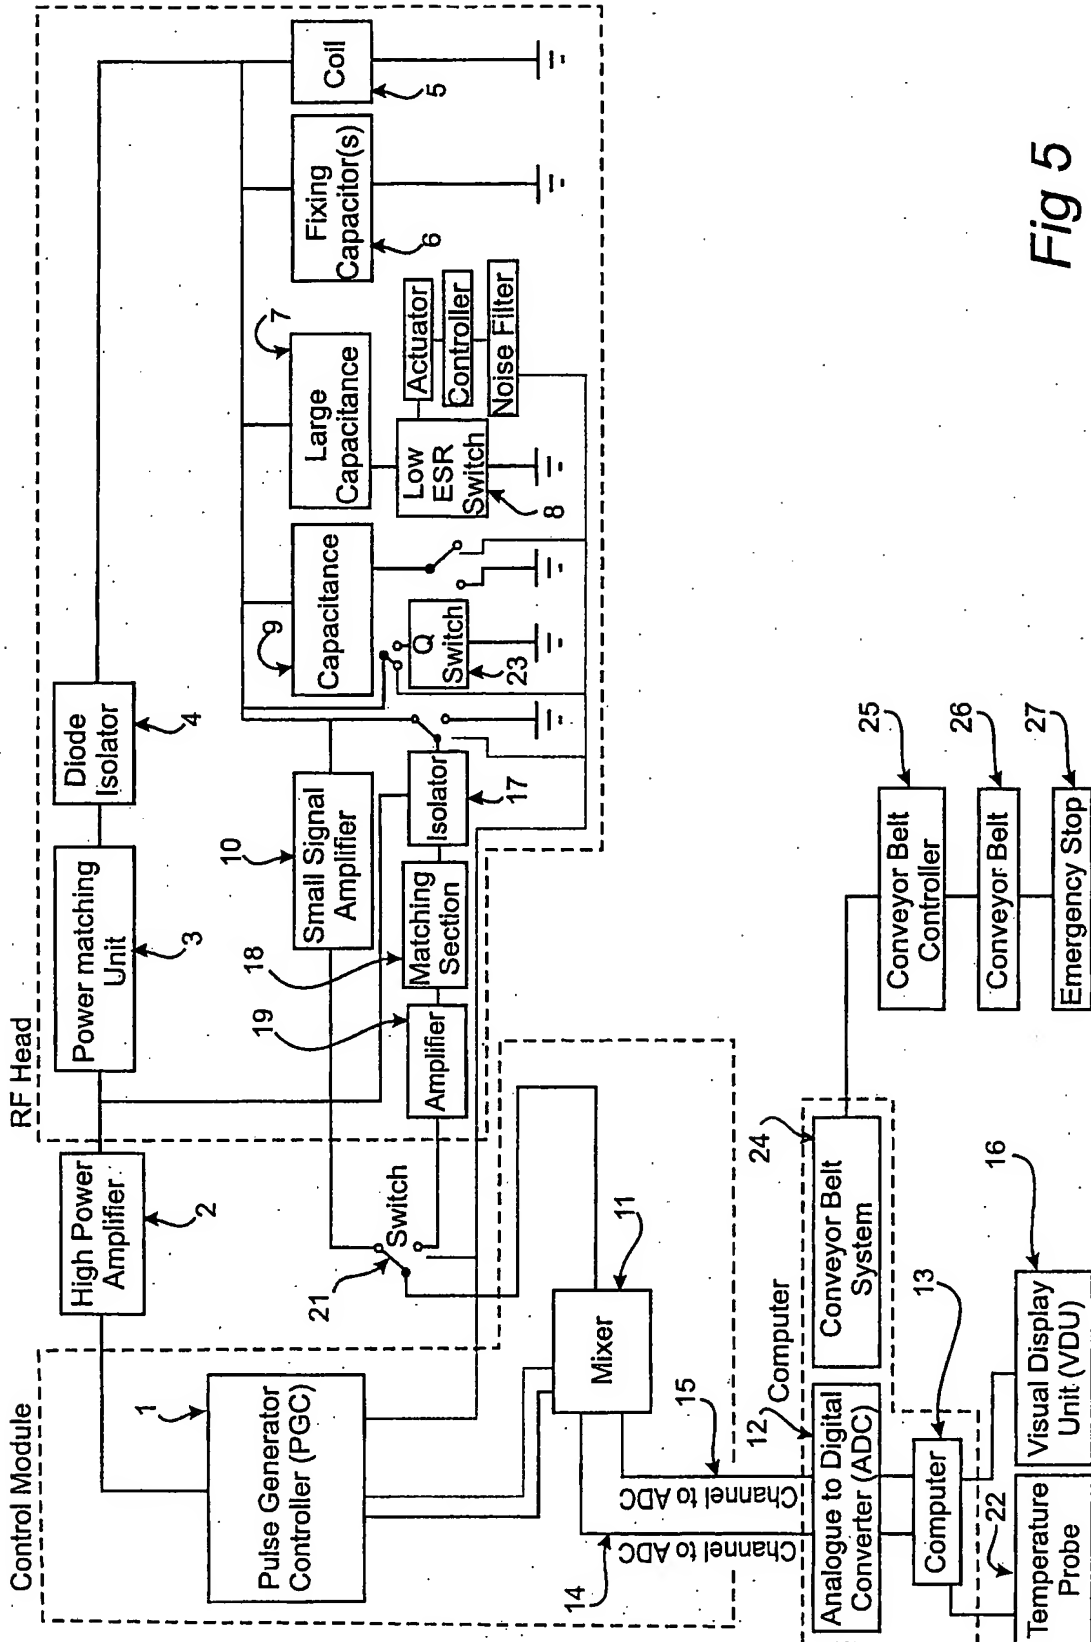 Control Module
RF Head
1
Pulse Generator
Controller (PGC)
High Power
Amplifier
2
Power matching
Unit
3
Diode
Isolator
4
Coil
5
Fixing
Capacitor(s)
6
7
Large
Capacitance
Low
ESR
Switch
8
Actuator
Controller
Noise Filter
9
Capacitance
Q
Switch
23
10
Small Signal
Amplifier
Isolator
17
18
Matching
Section
19
Amplifier
Switch
21
Mixer
11
14
Channel to ADC
15
Channel to ADC
12
Computer
Analogue to Digital
Converter (ADC)
24
Conveyor Belt
System
13
Computer
22
Temperature
Probe
16
Visual Display
Unit (VDU)
25
Conveyor Belt
Controller
26
Conveyor Belt
27
Emergency Stop
Fig 5